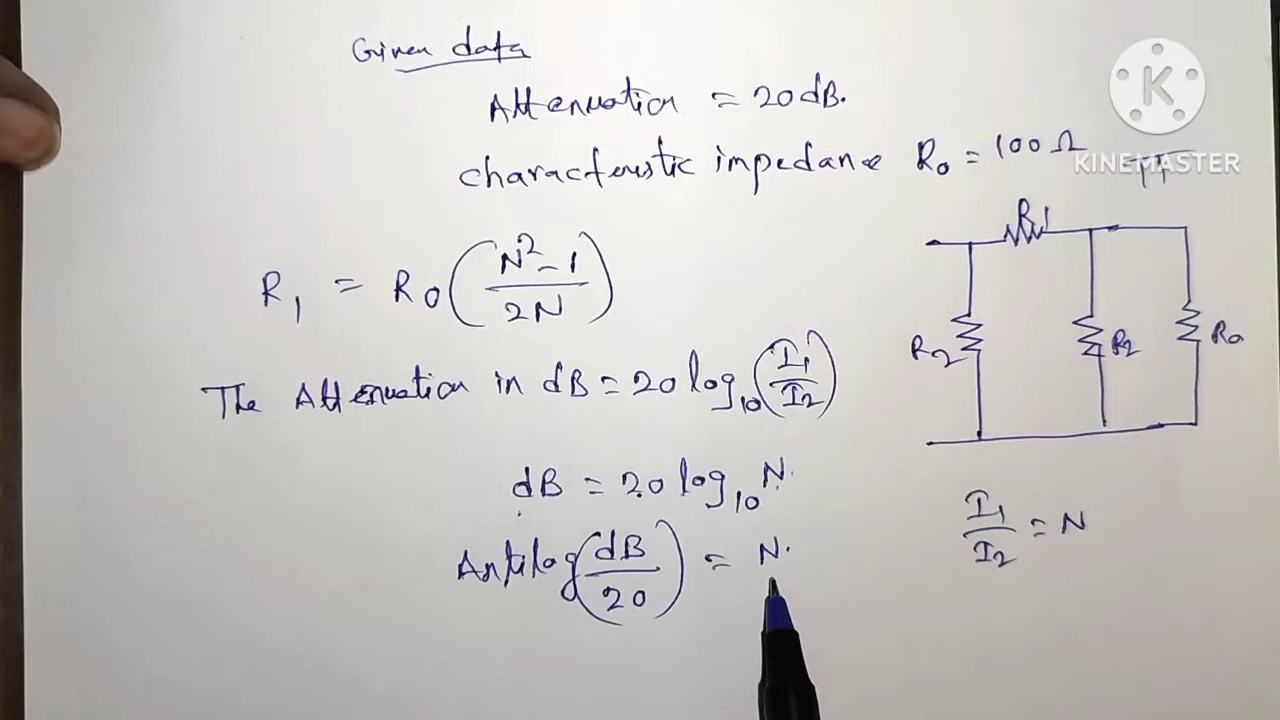 Given data
Attenuation = 20dB.
characteristic impedance R0 = 100 Ω
K
KINEMASTER
π
R1 = R0 ( N² - 1 / 2N )
R1
R2
R2
R0
The Attenuation in dB = 20 log10 ( I1 / I2 )
dB = 20 log10 N.
I1 / I2 = N
Antilog ( dB / 20 ) = N.